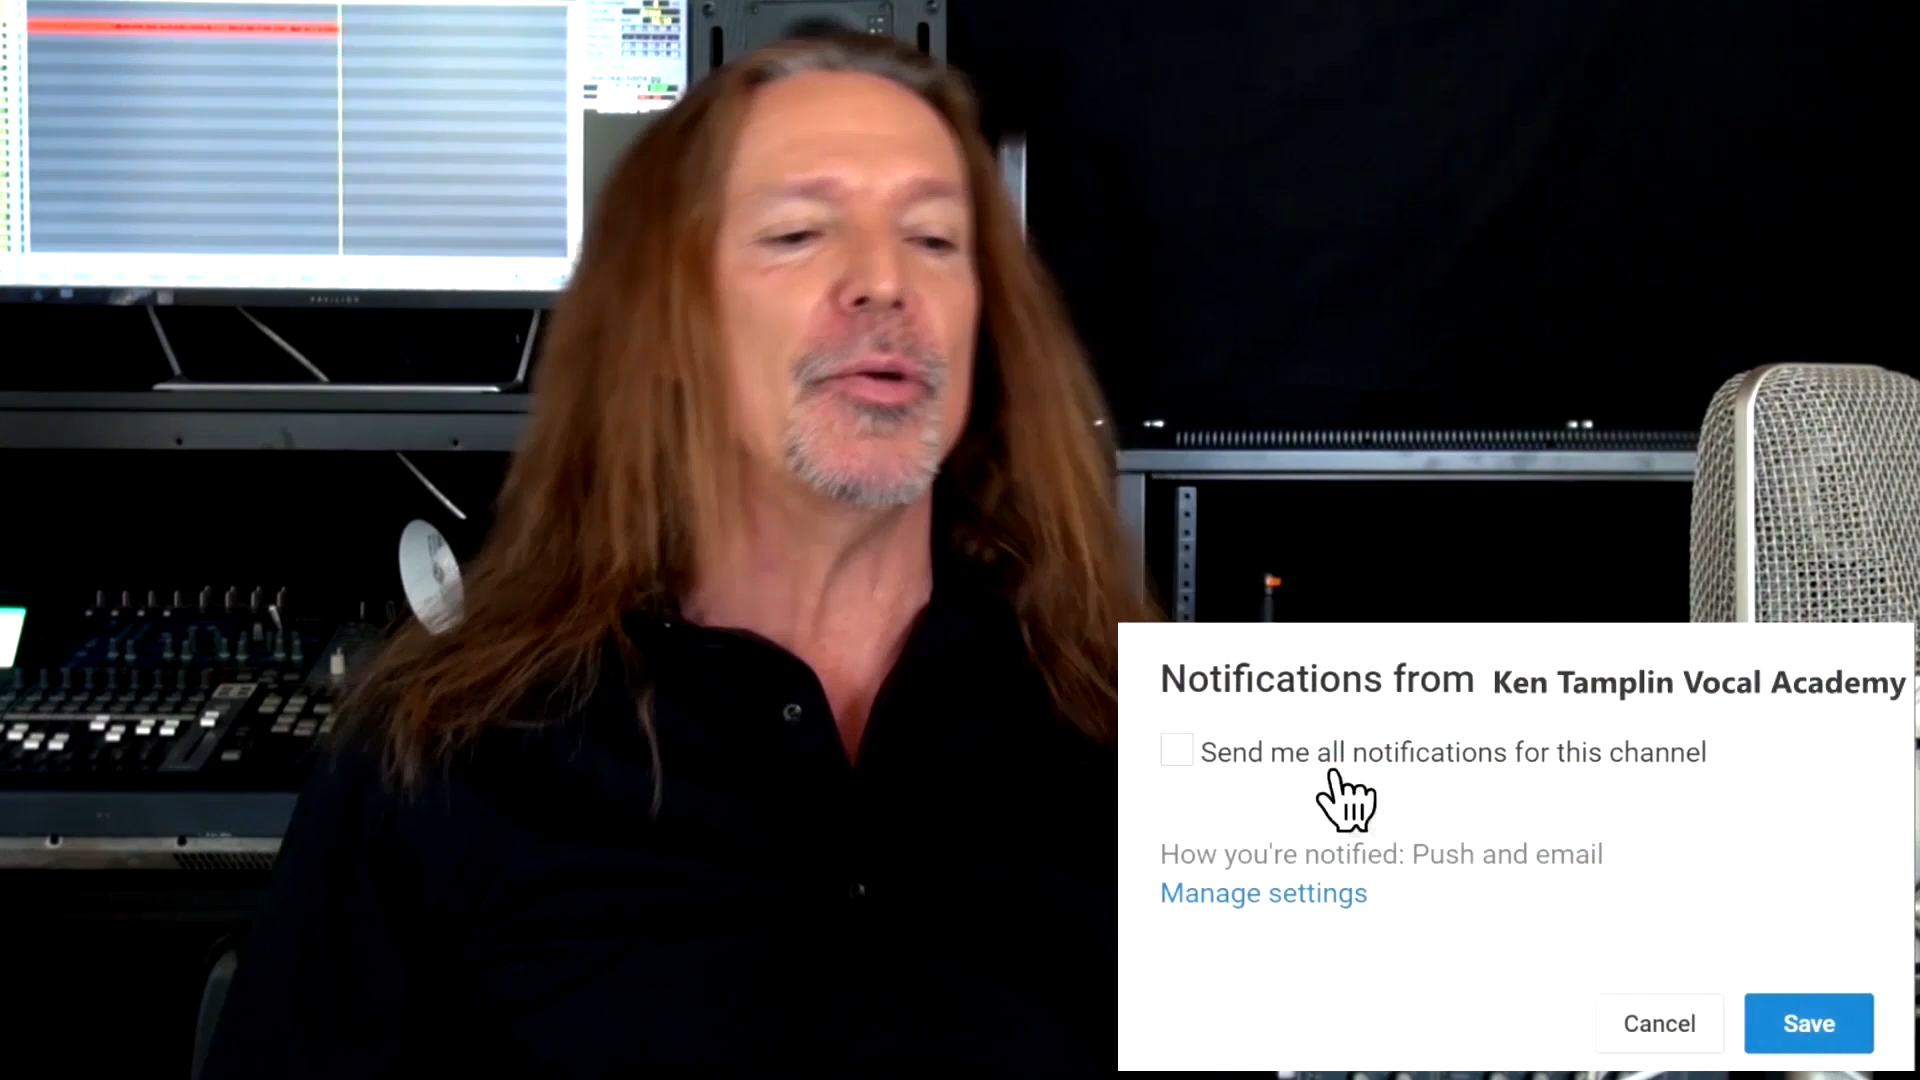 PAVILION
Notifications from Ken Tamplin Vocal Academy
Send me all notifications for this channel
How you're notified: Push and email
Manage settings
Cancel
Save